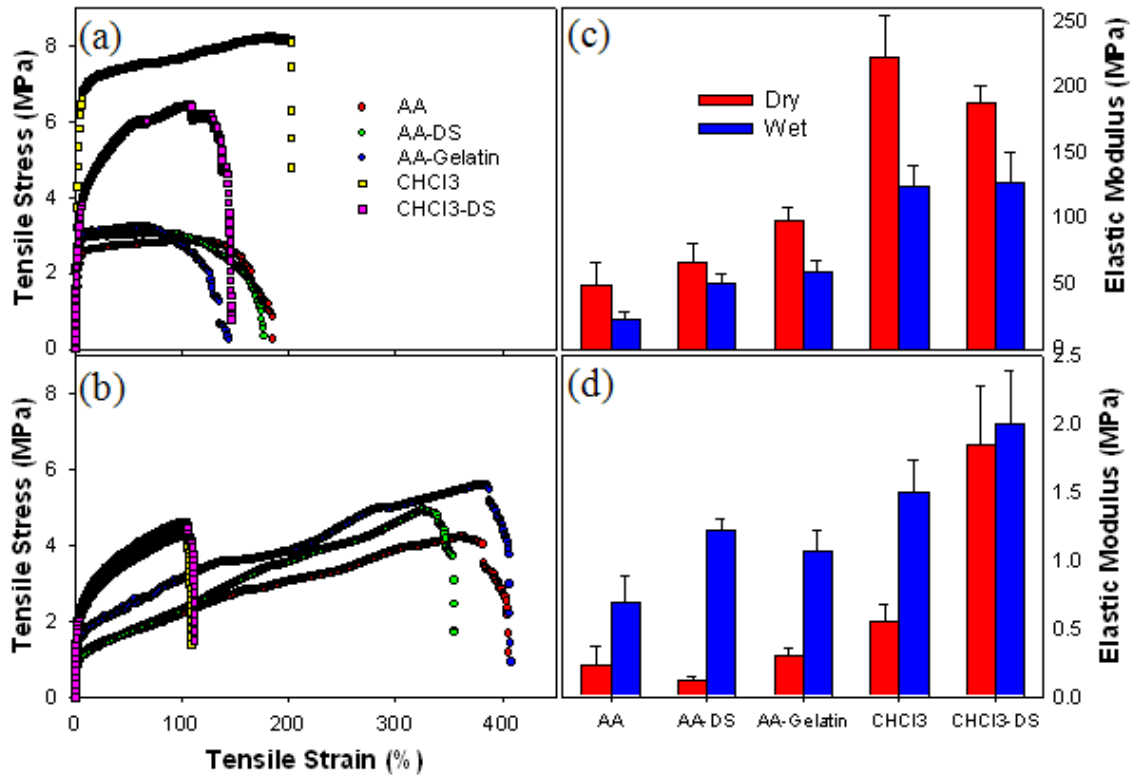 (a)
Tensile Stress (MPa)
8
6
4
2
0
AA
AA-DS
AA-Gelatin
CHCl3
CHCl3-DS
(c)
Dry
Wet
Elastic Modulus (MPa)
250
200
150
100
50
0
(b)
Tensile Stress (MPa)
8
6
4
2
0
0 100 200 300 400
Tensile Strain (%)
(d)
Elastic Modulus (MPa)
2.5
2.0
1.5
1.0
0.5
0.0
AA AA-DS AA-Gelatin CHCl3 CHCl3-DS